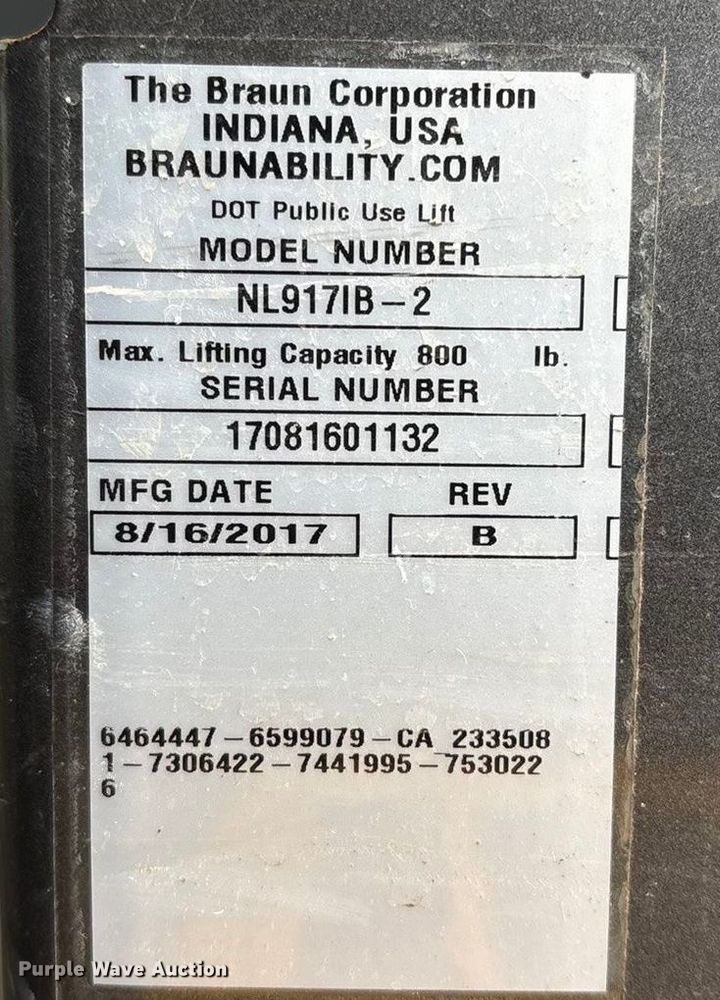 The Braun Corporation
INDIANA, USA
BRAUNABILITY.COM
DOT Public Use Lift
MODEL NUMBER
NL917IB-2
Max. Lifting Capacity 800 lb.
SERIAL NUMBER
17081601132
MFG DATE REV
8/16/2017 B
6464447-6599079-CA 233508
1-7306422-7441995-753022
6
Purple Wave Auction